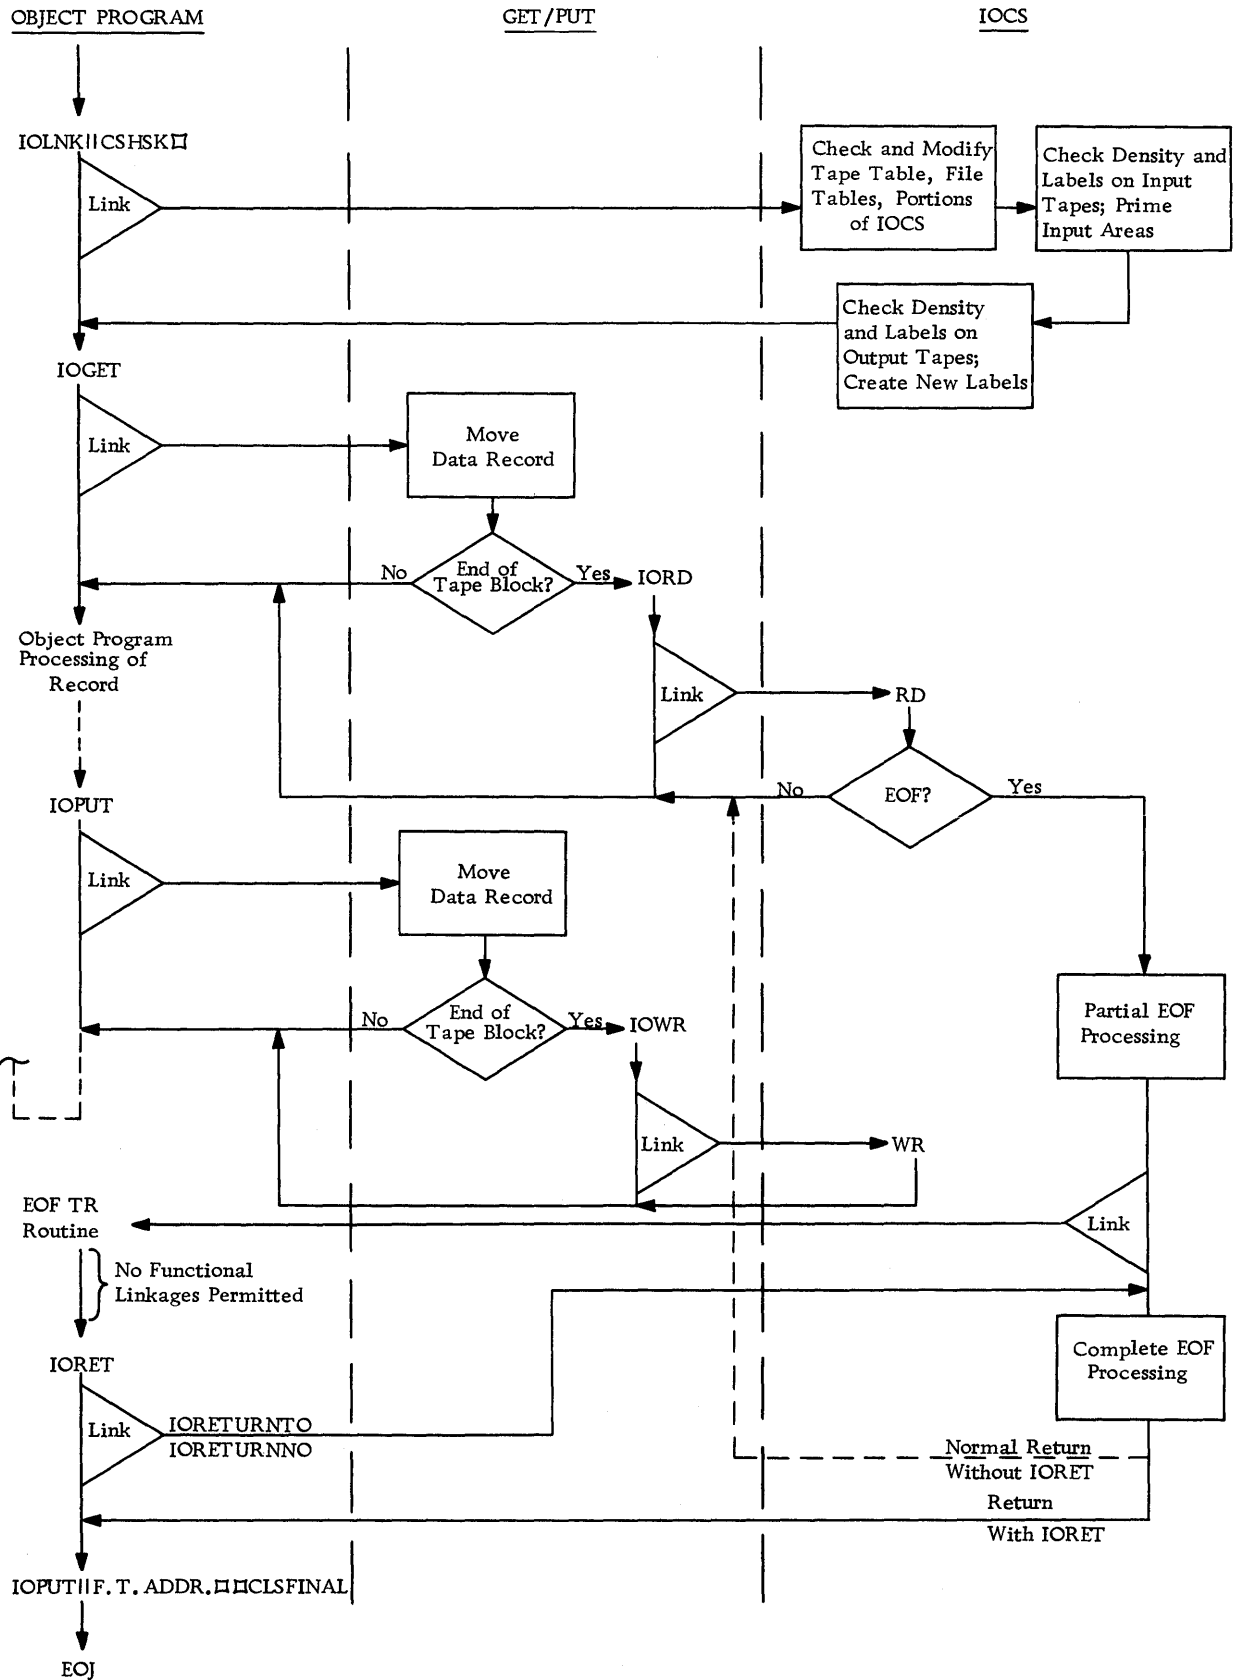 OBJECT PROGRAM
GET/PUT
IOCS
IOLNK||CSHSK⌑
Link
Check and Modify
Tape Table, File
Tables, Portions
of IOCS
Check Density and
Labels on Input
Tapes; Prime
Input Areas
Check Density
and Labels on
Output Tapes;
Create New Labels
IOGET
Link
Move
Data Record
End of
Tape Block?
No
Yes
IORD
Object Program
Processing of
Record
Link
RD
EOF?
No
Yes
IOPUT
Link
Move
Data Record
End of
Tape Block?
No
Yes
IOWR
Partial EOF
Processing
Link
WR
EOF TR
Routine
Link
No Functional
Linkages Permitted
IORET
Complete EOF
Processing
Link
IORETURNTO
IORETURNNO
Normal Return
Without IORET
Return
With IORET
IOPUT||F.T.ADDR.⌑⌑CLSFINAL
EOJ